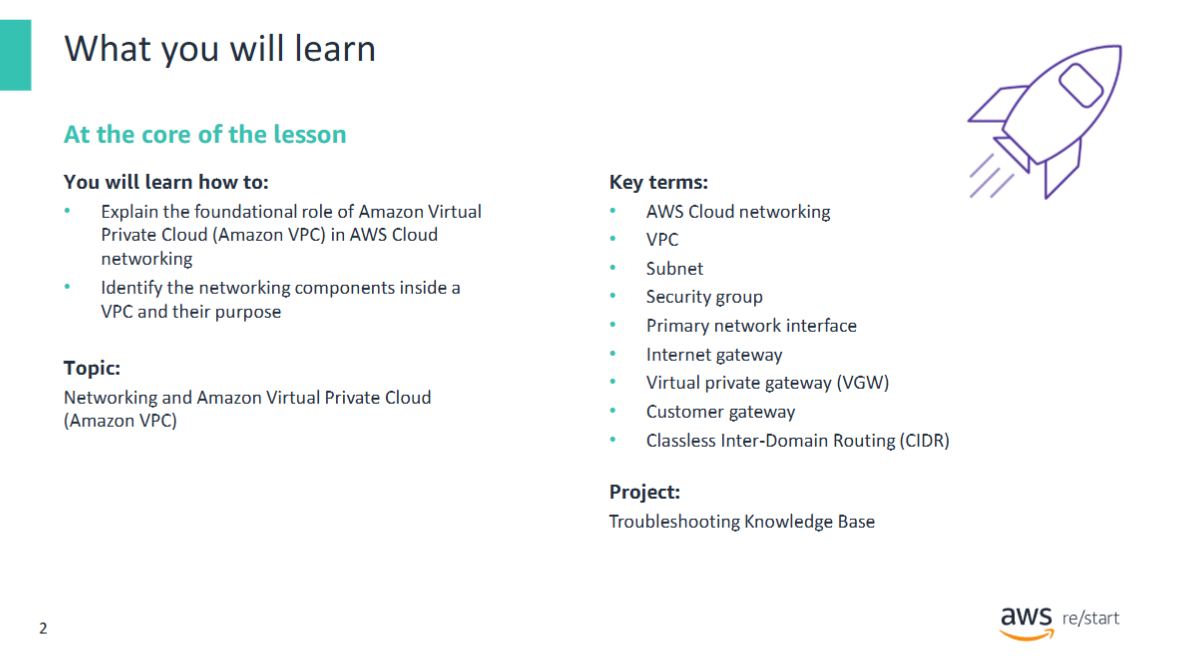 What you will learn
At the core of the lesson
You will learn how to:
• Explain the foundational role of Amazon Virtual
Private Cloud (Amazon VPC) in AWS Cloud
networking
• Identify the networking components inside a
VPC and their purpose
Topic:
Networking and Amazon Virtual Private Cloud
(Amazon VPC)
Key terms:
• AWS Cloud networking
• VPC
• Subnet
• Security group
• Primary network interface
• Internet gateway
• Virtual private gateway (VGW)
• Customer gateway
• Classless Inter-Domain Routing (CIDR)
Project:
Troubleshooting Knowledge Base
2
aws re/start